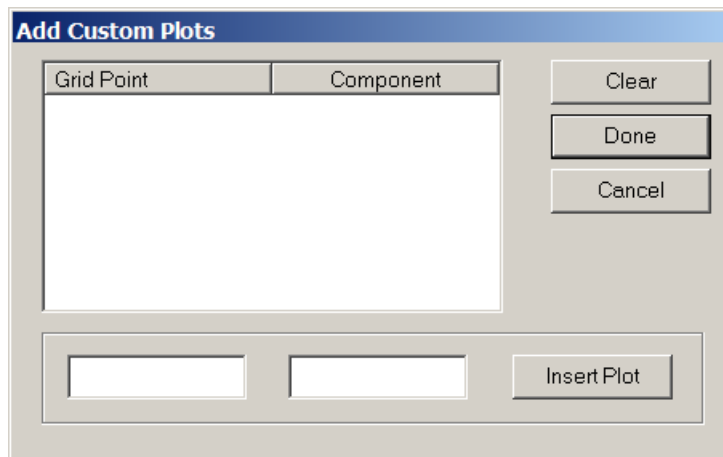 Add Custom Plots
Grid Point Component
Clear
Done
Cancel
Insert Plot